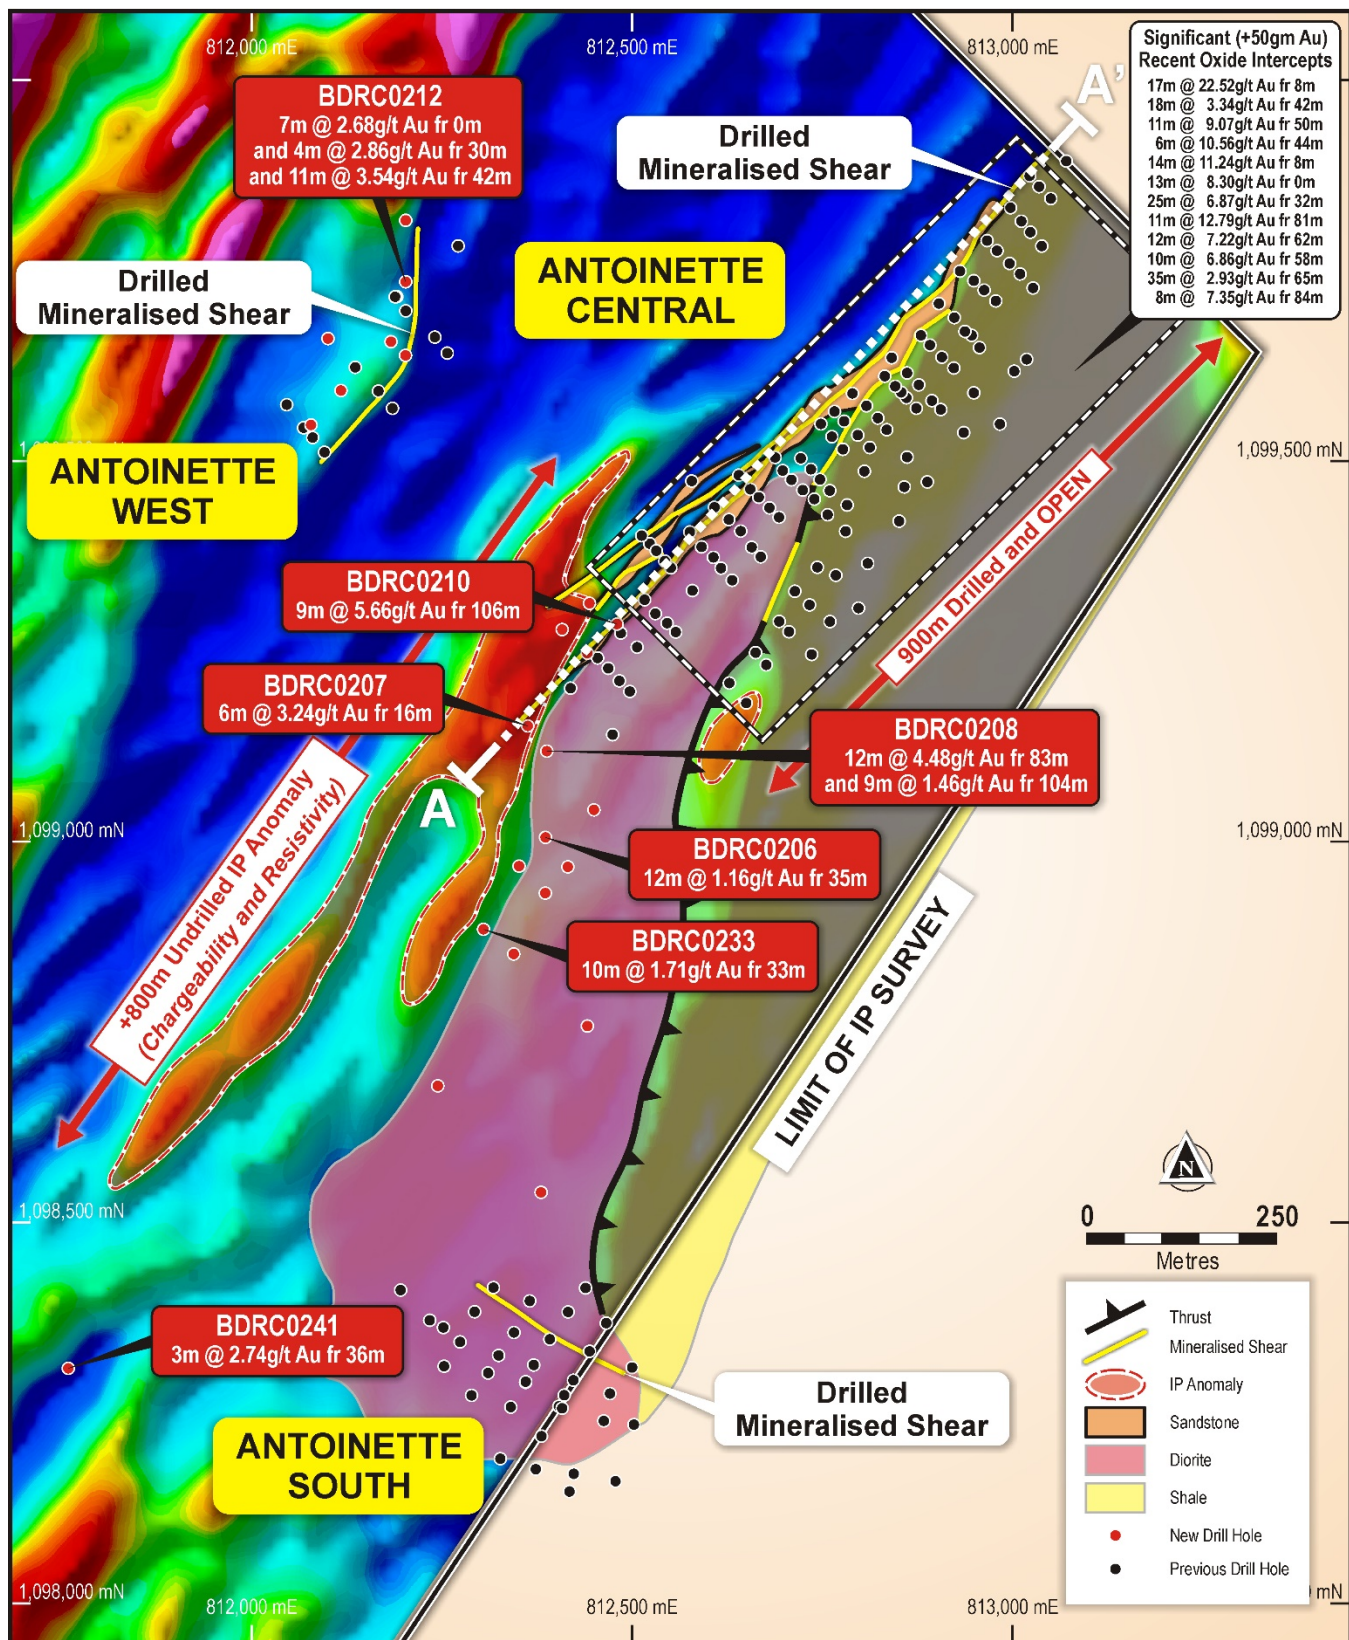 812,000 mE
812,500 mE
813,000 mE
Significant (+50gm Au)
Recent Oxide Intercepts
17m @ 22.52g/t Au fr 8m
18m @ 3.34g/t Au fr 42m
11m @ 9.07g/t Au fr 50m
6m @ 10.56g/t Au fr 44m
14m @ 11.24g/t Au fr 8m
13m @ 8.30g/t Au fr 0m
25m @ 6.87g/t Au fr 32m
11m @ 12.79g/t Au fr 81m
12m @ 7.22g/t Au fr 62m
10m @ 6.86g/t Au fr 58m
35m @ 2.93g/t Au fr 65m
8m @ 7.35g/t Au fr 84m
A'
BDRC0212
7m @ 2.68g/t Au fr 0m
and 4m @ 2.86g/t Au fr 30m
and 11m @ 3.54g/t Au fr 42m
Drilled
Mineralised Shear
Drilled
Mineralised Shear
ANTOINETTE
CENTRAL
ANTOINETTE
WEST
1,099,500 mN
900m Drilled and OPEN
BDRC0210
9m @ 5.66g/t Au fr 106m
BDRC0207
6m @ 3.24g/t Au fr 16m
BDRC0208
12m @ 4.48g/t Au fr 83m
and 9m @ 1.46g/t Au fr 104m
+800m Undrilled IP Anomaly
(Chargeability and Resistivity)
A
1,099,000 mN
1,099,000 mN
BDRC0206
12m @ 1.16g/t Au fr 35m
BDRC0233
10m @ 1.71g/t Au fr 33m
LIMIT OF IP SURVEY
1,098,500 mN
N
0 250
Metres
BDRC0241
3m @ 2.74g/t Au fr 36m
Drilled
Mineralised Shear
ANTOINETTE
SOUTH
Thrust
Mineralised Shear
IP Anomaly
Sandstone
Diorite
Shale
New Drill Hole
Previous Drill Hole
1,098,000 mN
mN
812,000 mE
812,500 mE
813,000 mE